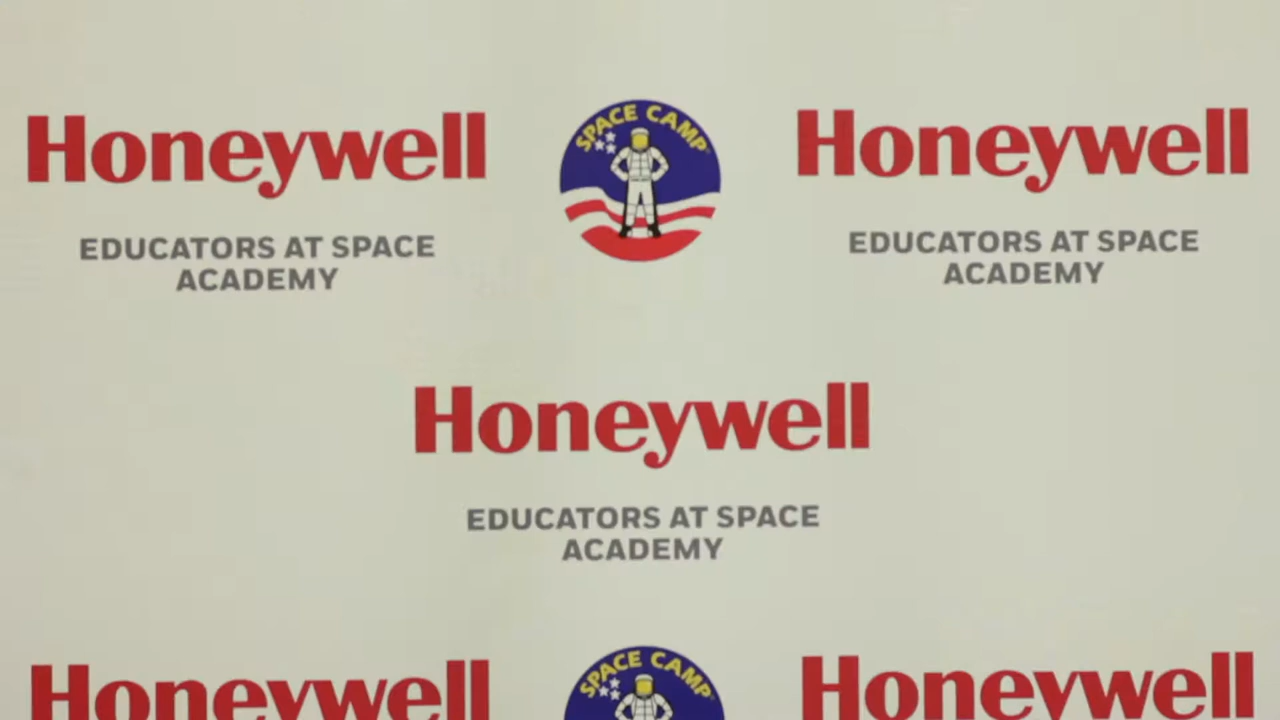 Honeywell
SPACE CAMP
Honeywell
EDUCATORS AT SPACE
ACADEMY
EDUCATORS AT SPACE
ACADEMY
Honeywell
EDUCATORS AT SPACE
ACADEMY
Honeywell
SPACE CAMP
Honeywell